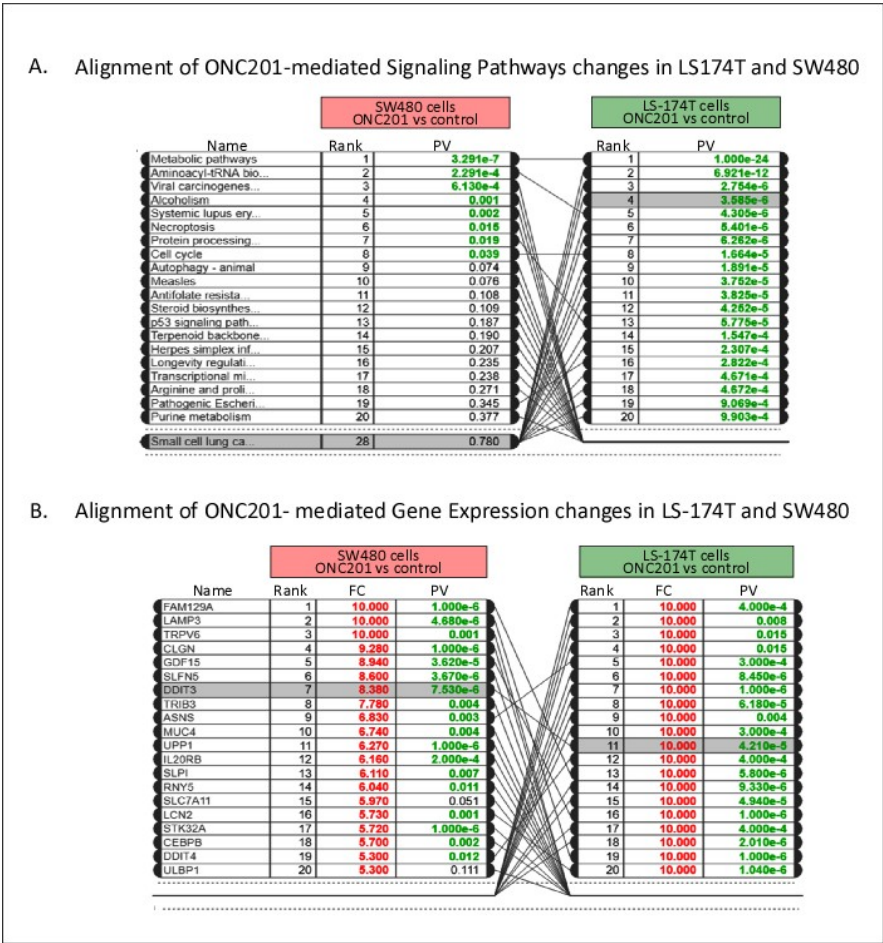 A. Alignment of ONC201-mediated Signaling Pathways changes in LS174T and SW480
SW480 cells
ONC201 vs control
LS-174T cells
ONC201 vs control
Name Rank PV Rank PV
Metabolic pathways 1 3.291e-7 1 1.000e-24
Aminoacyl-tRNA bio... 2 2.291e-4 2 6.921e-12
Viral carcinogenes... 3 6.130e-4 3 2.754e-6
Alcoholism 4 0.001 4 3.585e-6
Systemic lupus ery... 5 0.002 5 4.305e-6
Necroptosis 6 0.015 6 5.401e-6
Protein processing... 7 0.019 7 6.262e-6
Cell cycle 8 0.039 8 1.664e-5
Autophagy - animal 9 0.074 9 1.891e-5
Measles 10 0.076 10 3.752e-5
Antifolate resista... 11 0.108 11 3.825e-5
Steroid biosynthes... 12 0.109 12 4.252e-5
p53 signaling path... 13 0.187 13 5.775e-5
Terpenoid backbone... 14 0.190 14 1.547e-4
Herpes simplex inf... 15 0.207 15 2.307e-4
Longevity regulati... 16 0.235 16 2.822e-4
Transcriptional mi... 17 0.238 17 4.671e-4
Arginine and proli... 18 0.271 18 4.672e-4
Pathogenic Escheri... 19 0.345 19 9.069e-4
Purine metabolism 20 0.377 20 9.903e-4
Small cell lung ca... 28 0.780
B. Alignment of ONC201- mediated Gene Expression changes in LS-174T and SW480
SW480 cells
ONC201 vs control
LS-174T cells
ONC201 vs control
Name Rank FC PV Rank FC PV
FAM129A 1 10.000 1.000e-6 1 10.000 4.000e-4
LAMP3 2 10.000 4.680e-6 2 10.000 0.008
TRPV6 3 10.000 0.001 3 10.000 0.015
CLGN 4 9.280 1.000e-6 4 10.000 0.015
GDF15 5 8.940 3.620e-5 5 10.000 3.000e-4
SLFN5 6 8.600 3.670e-6 6 10.000 8.450e-6
DDIT3 7 8.380 7.530e-6 7 10.000 1.000e-6
TRIB3 8 7.780 0.004 8 10.000 6.180e-5
ASNS 9 6.830 0.003 9 10.000 0.004
MUC4 10 6.740 0.004 10 10.000 3.000e-4
UPP1 11 6.270 1.000e-6 11 10.000 4.210e-5
IL20RB 12 6.160 2.000e-4 12 10.000 4.000e-4
SLPI 13 6.110 0.007 13 10.000 5.800e-6
RNY5 14 6.040 0.011 14 10.000 9.330e-6
SLC7A11 15 5.970 0.051 15 10.000 4.940e-5
LCN2 16 5.730 0.001 16 10.000 1.000e-6
STK32A 17 5.720 1.000e-6 17 10.000 4.000e-4
CEBPB 18 5.700 0.002 18 10.000 2.010e-6
DDIT4 19 5.300 0.012 19 10.000 1.000e-6
ULBP1 20 5.300 0.111 20 10.000 1.040e-6